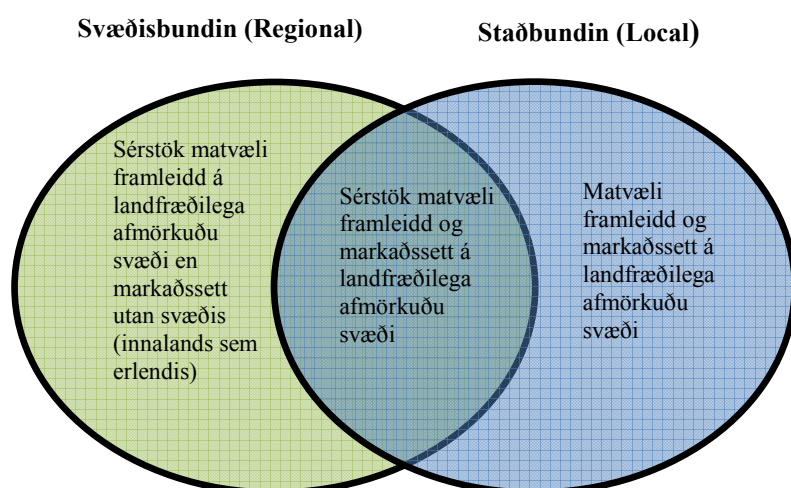 Svæðisbundin (Regional)
Staðbundin (Local)
Sérstök matvæli
framleidd á
landfræðilega
afmörkuðu
svæði en
markaðssett
utan svæðis
(innalands sem
erlendis)
Sérstök matvæli
framleidd og
markaðssett á
landfræðilega
afmörkuðu
svæði
Matvæli
framleidd og
markaðssett á
landfræðilega
afmörkuðu
svæði